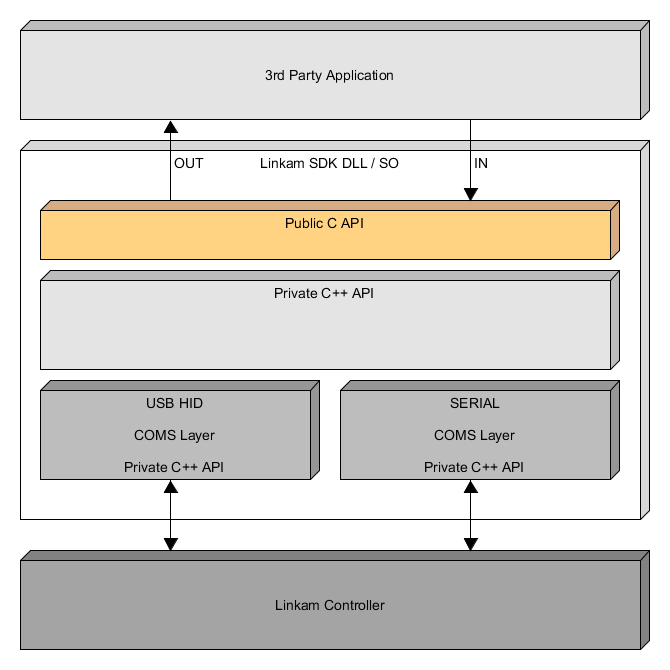 3rd Party Application
OUT
Linkam SDK DLL / SO
IN
Public C API
Private C++ API
USB HID
COMS Layer
Private C++ API
SERIAL
COMS Layer
Private C++ API
Linkam Controller